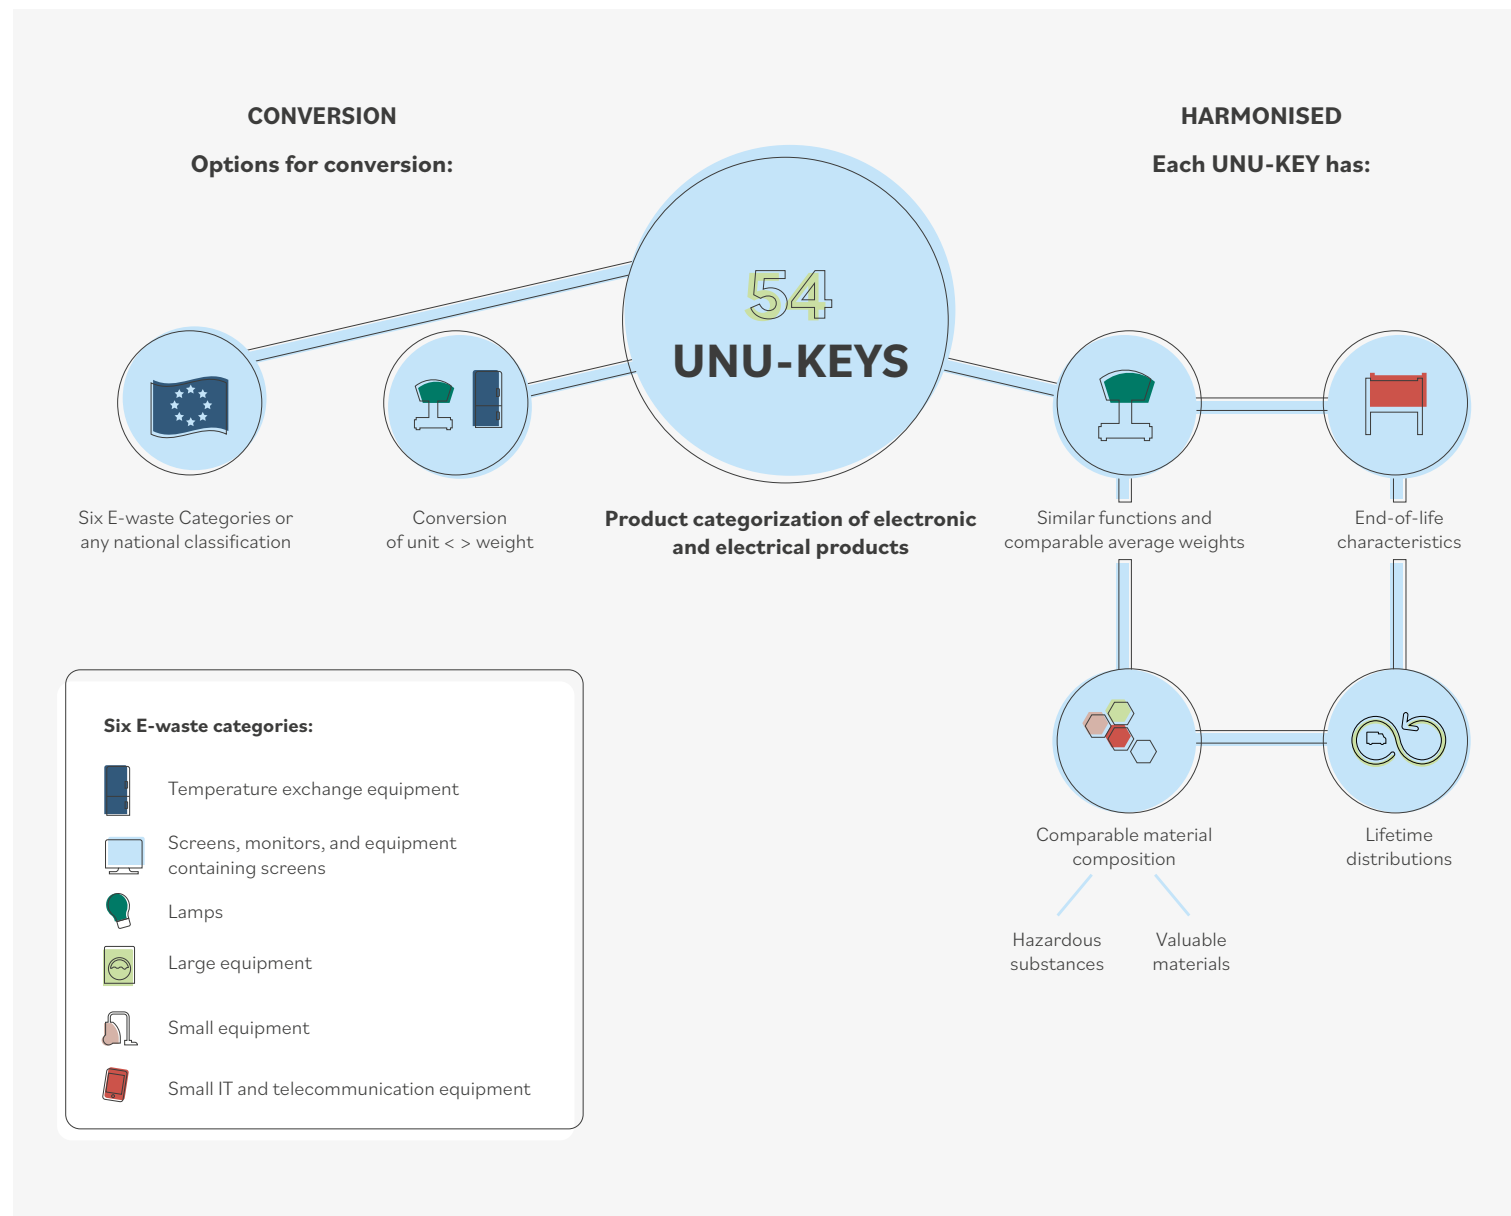 CONVERSION
Options for conversion:
HARMONISED
Each UNU-KEY has:
54
UNU-KEYS
Product categorization of electronic
and electrical products
Six E-waste Categories or
any national classification
Conversion
of unit < > weight
Similar functions and
comparable average weights
End-of-life
characteristics
Comparable material
composition
Lifetime
distributions
Hazardous
substances
Valuable
materials
Six E-waste categories:
Temperature exchange equipment
Screens, monitors, and equipment
containing screens
Lamps
Large equipment
Small equipment
Small IT and telecommunication equipment